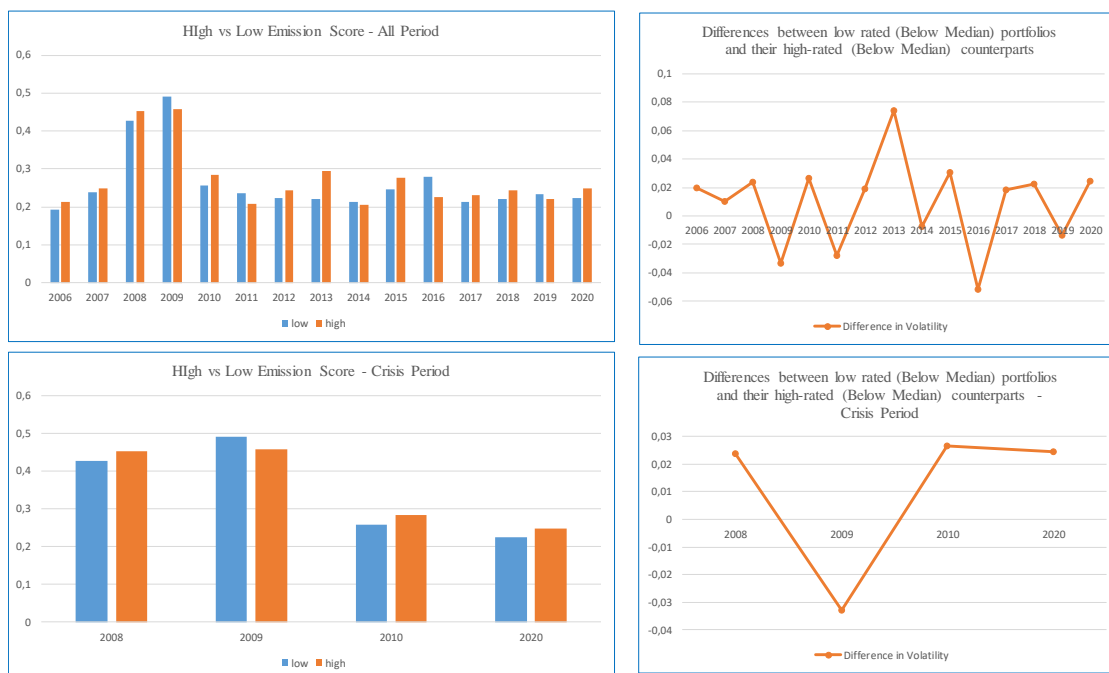 HIgh vs Low Emission Score - All Period
0,6
0,5
0,4
0,3
0,2
0,1
0
2006 2007 2008 2009 2010 2011 2012 2013 2014 2015 2016 2017 2018 2019 2020
low high
Differences between low rated (Below Median) portfolios
and their high-rated (Below Median) counterparts
0,1
0,08
0,06
0,04
0,02
0
2006 2007 2008 2009 2010 2011 2012 2013 2014 2015 2016 2017 2018 2019 2020
-0,02
-0,04
-0,06
Difference in Volatility
HIgh vs Low Emission Score - Crisis Period
0,6
0,5
0,4
0,3
0,2
0,1
0
2008 2009 2010 2020
low high
Differences between low rated (Below Median) portfolios
and their high-rated (Below Median) counterparts -
Crisis Period
0,03
0,02
0,01
0
2008 2009 2010 2020
-0,01
-0,02
-0,03
-0,04
Difference in Volatility